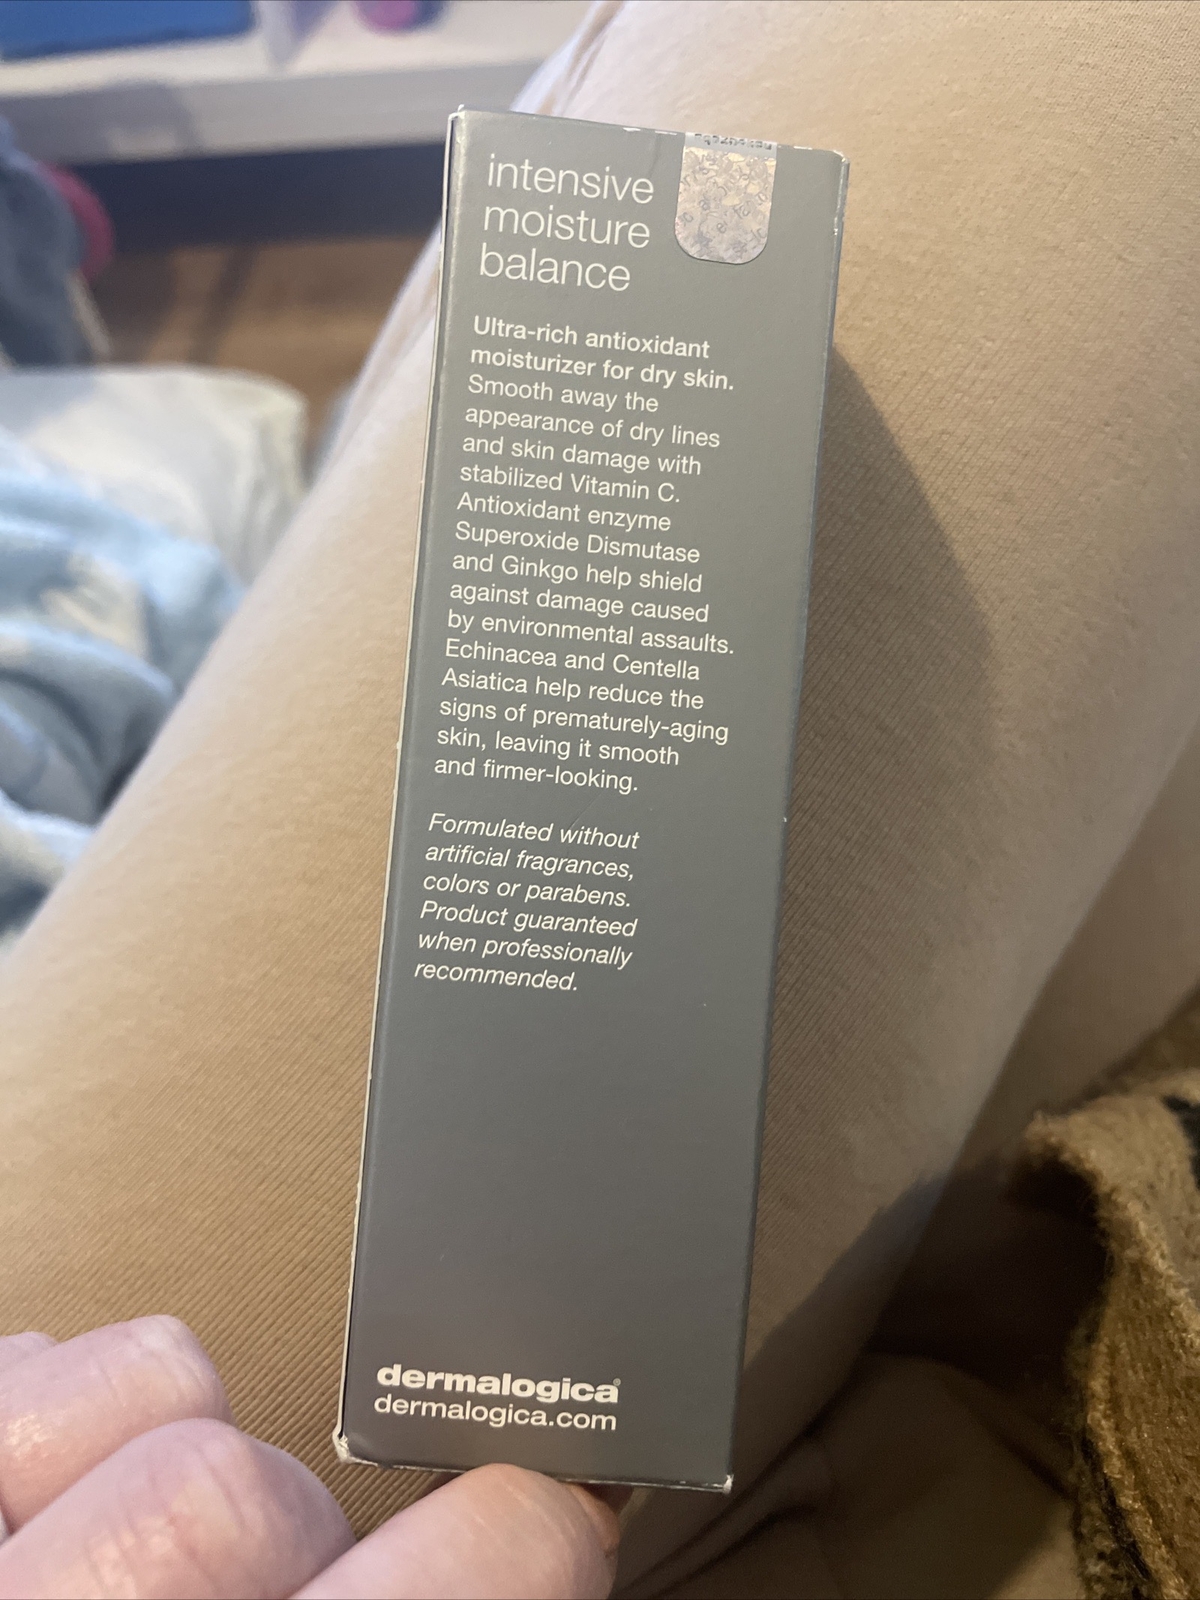 intensive
moisture
balance
Ultra-rich antioxidant
moisturizer for dry skin.
Smooth away the
appearance of dry lines
and skin damage with
stabilized Vitamin C.
Antioxidant enzyme
Superoxide Dismutase
and Ginkgo help shield
against damage caused
by environmental assaults.
Echinacea and Centella
Asiatica help reduce the
signs of prematurely-aging
skin, leaving it smooth
and firmer-looking.
Formulated without
artificial fragrances,
colors or parabens.
Product guaranteed
when professionally
recommended.
dermalogica®
dermalogica.com